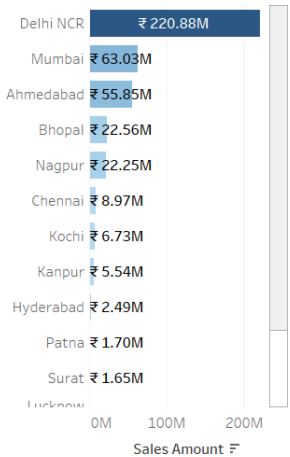 Delhi NCR ₹ 220.88M
Mumbai ₹ 63.03M
Ahmedabad ₹ 55.85M
Bhopal ₹ 22.56M
Nagpur ₹ 22.25M
Chennai ₹ 8.97M
Kochi ₹ 6.73M
Kanpur ₹ 5.54M
Hyderabad ₹ 2.49M
Patna ₹ 1.70M
Surat ₹ 1.65M
Lucknow
0M 100M 200M
Sales Amount